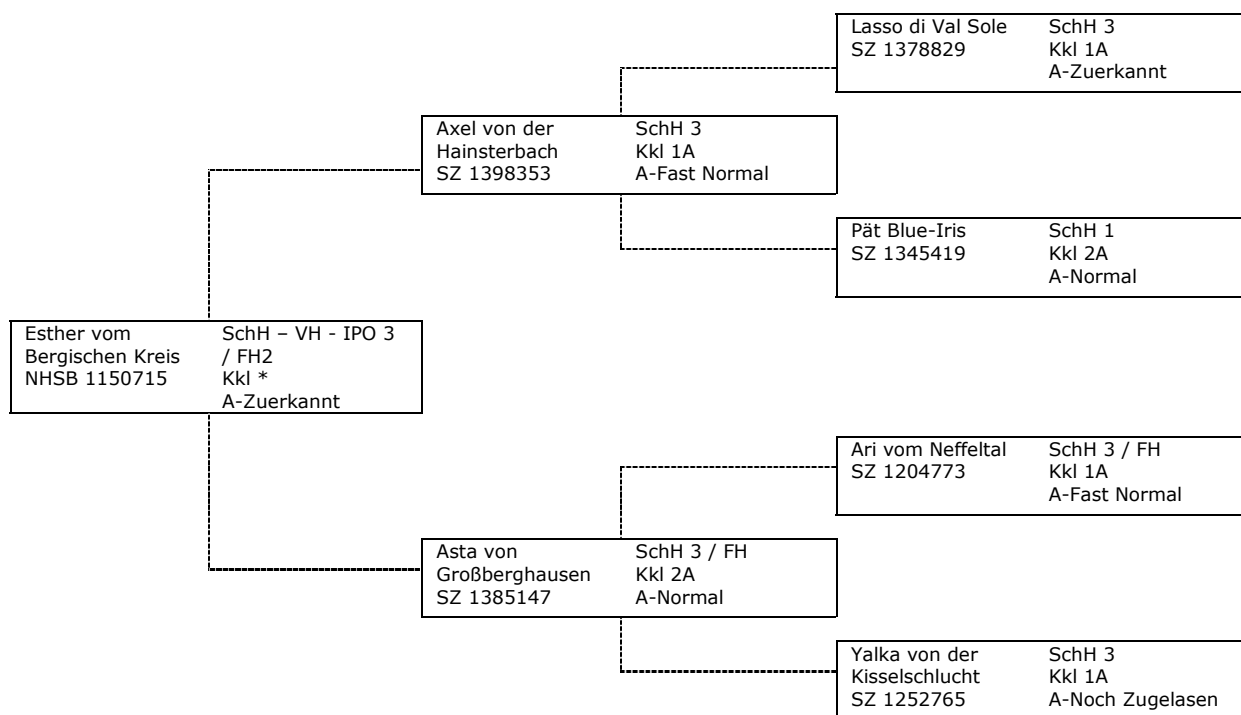 Lasso di Val Sole SchH 3
SZ 1378829 Kkl 1A
A-Zuerkannt
Axel von der SchH 3
Hainsterbach Kkl 1A
SZ 1398353 A-Fast Normal
Pät Blue-Iris SchH 1
SZ 1345419 Kkl 2A
A-Normal
Esther vom SchH – VH - IPO 3
Bergischen Kreis / FH2
NHSB 1150715 Kkl *
A-Zuerkannt
Ari vom Neffeltal SchH 3 / FH
SZ 1204773 Kkl 1A
A-Fast Normal
Asta von SchH 3 / FH
Großberghausen Kkl 2A
SZ 1385147 A-Normal
Yalka von der SchH 3
Kisselschlucht Kkl 1A
SZ 1252765 A-Noch Zugelasen